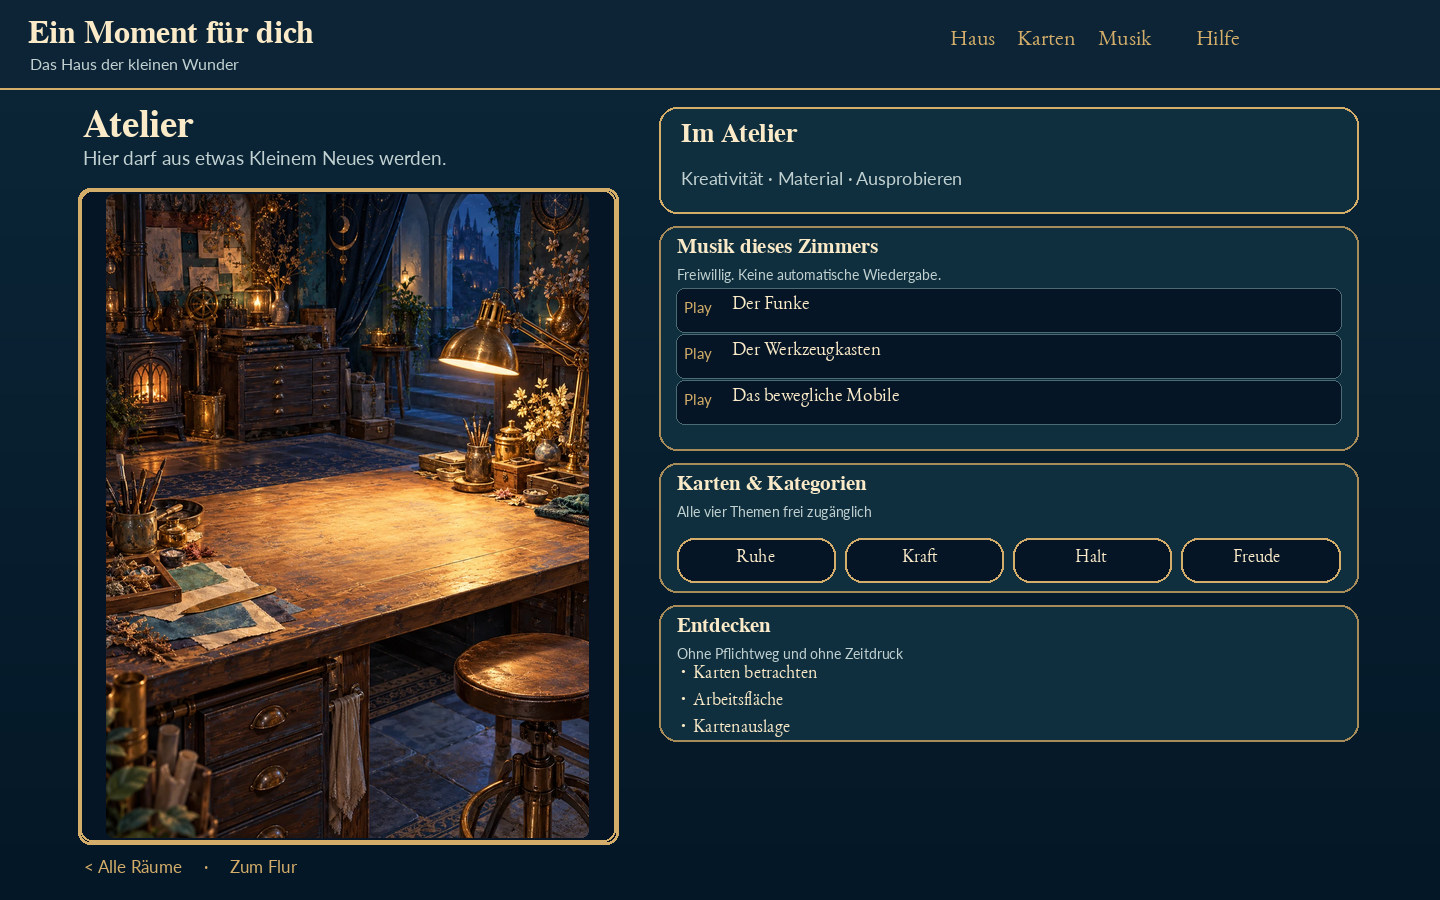 Ein Moment für dich
Das Haus der kleinen Wunder
Haus Karten Musik Hilfe
Atelier
Hier darf aus etwas Kleinem Neues werden.
< Alle Räume · Zum Flur
Im Atelier
Kreativität · Material · Ausprobieren
Musik dieses Zimmers
Freiwillig. Keine automatische Wiedergabe.
Play Der Funke
Play Der Werkzeugkasten
Play Das bewegliche Mobile
Karten & Kategorien
Alle vier Themen frei zugänglich
Ruhe Kraft Halt Freude
Entdecken
Ohne Pflichtweg und ohne Zeitdruck
· Karten betrachten
· Arbeitsfläche
· Kartenauslage